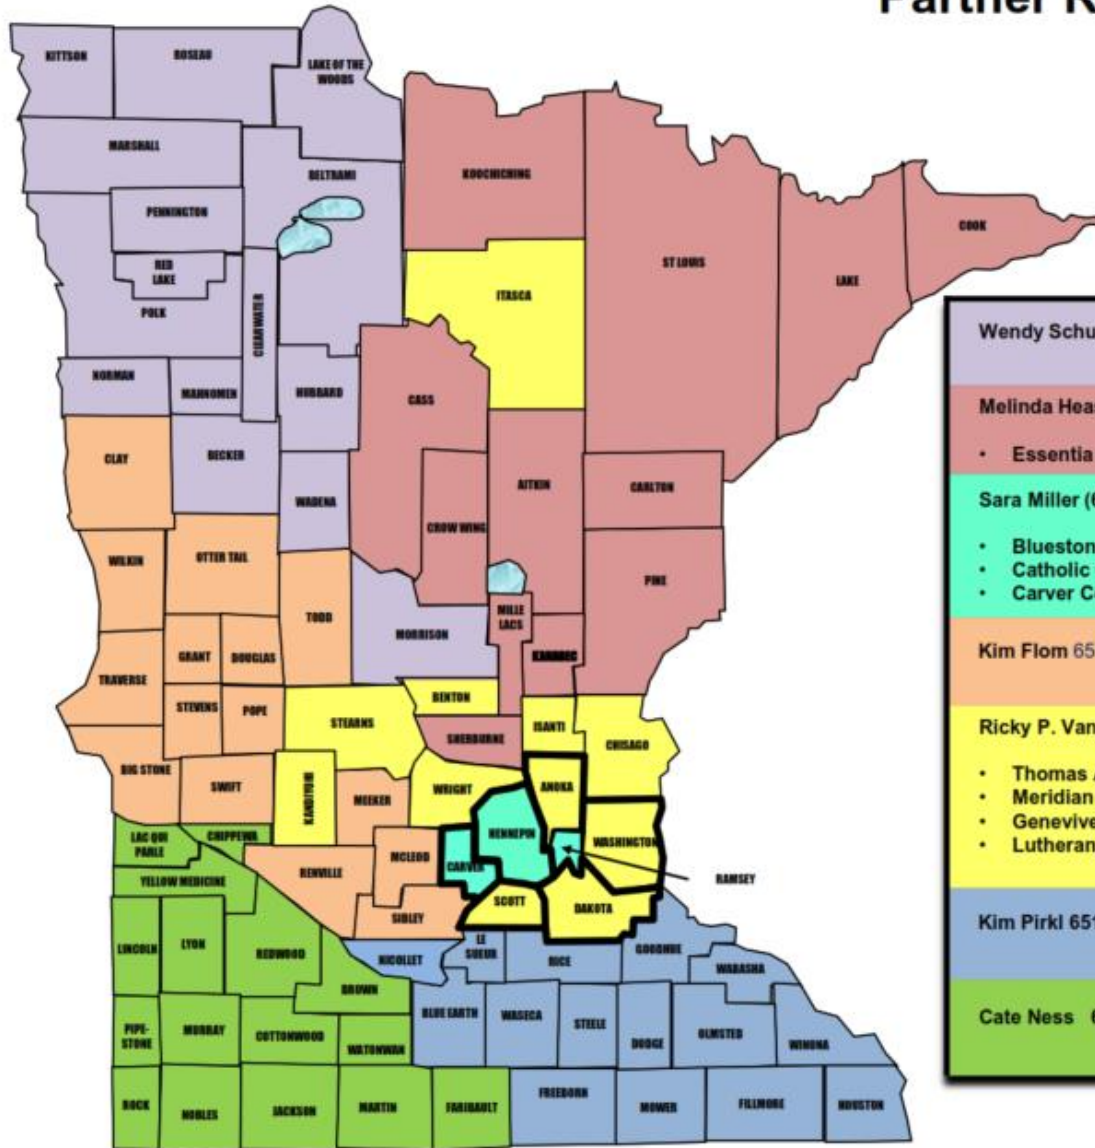 Partner
KITTSON
ROSEAU
LAKE OF THE
WOODS
MARSHALL
BELTRAMI
KOOCHICHING
PENNINGTON
COOK
ST LOUIS
RED
LAKE
LAKE
ITASCA
POLK
CLEARWATER
NORMAN
MAHNOMEN
HUBBARD
CASS
CLAY
BECKER
AITKIN
CARLTON
WADENA
CROW WING
WILKIN
OTTER TAIL
PINE
TODD
MILLE
LACS
MORRISON
GRANT
DOUGLAS
KANABEC
TRAVERSE
BENTON
STEVENS
POPE
STEARNS
ISANTI
SHERBURNE
CHISAGO
BIG STONE
SWIFT
KANDIYOHI
MEEKER
WRIGHT
ANOKA
LAC QUI
PARLE
CHIPPEWA
HENNEPIN
WASHINGTON
MCLEOD
CARVER
RENVILLE
RAMSEY
YELLOW MEDICINE
SCOTT
DAKOTA
SIBLEY
LINCOLN
LYON
REDWOOD
NICOLLET
LE
SUEUR
RICE
GOODHUE
WABASHA
BROWN
BLUE EARTH
WASECA
STEELE
DODGE
OLMSTED
WINONA
PIPE-
STONE
MURRAY
COTTONWOOD
WATONWAN
ROCK
NOBLES
JACKSON
MARTIN
FARIBAULT
FREEBORN
MOWER
FILLMORE
HOUSTON
Wendy Schu
Melinda Hea
• Essentia
Sara Miller (6
• Blueston
• Catholic
• Carver C
Kim Flom 65
Ricky P. Van
• Thomas
• Meridian
• Genevive
• Lutheran
Kim Pirkl 651
Cate Ness 6